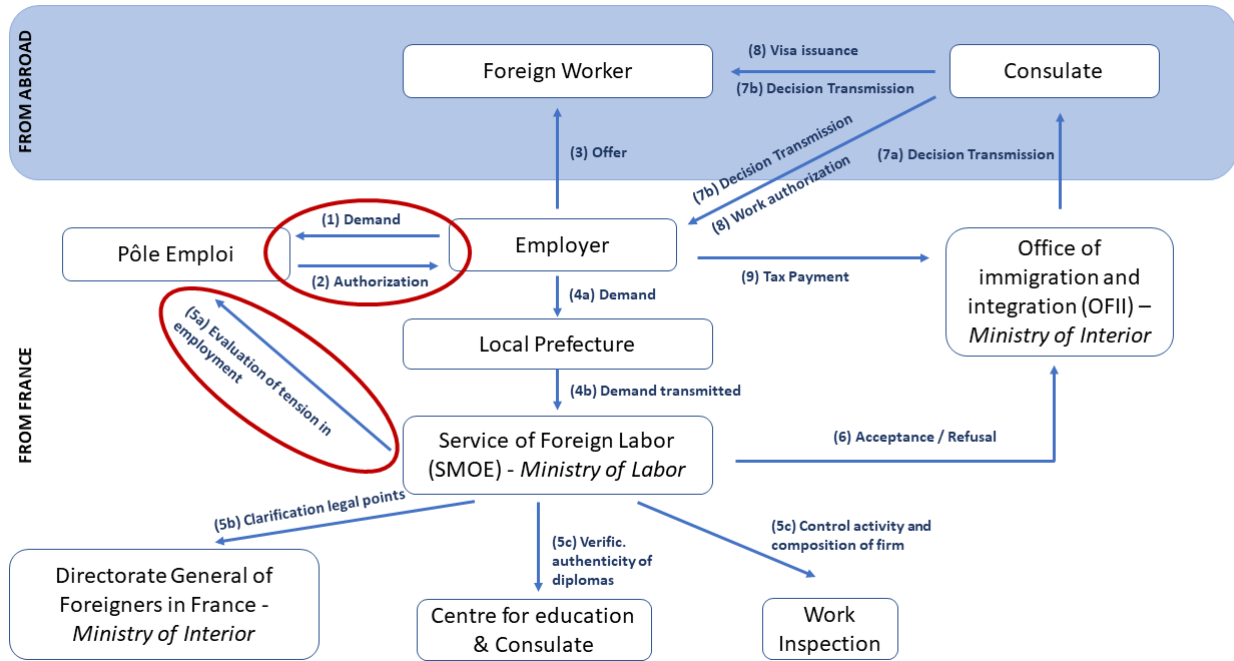 FROM ABROAD
Foreign Worker
(8) Visa issuance
(7b) Decision Transmission
Consulate
(3) Offer
(7b) Decision Transmission
(8) Work authorization
(7a) Decision Transmission
FROM FRANCE
Pôle Emploi
(1) Demand
(2) Authorization
Employer
(9) Tax Payment
Office of
immigration and
integration (OFII) –
Ministry of Interior
(4a) Demand
Local Prefecture
(4b) Demand transmitted
(5a) Evaluation of tension in
employment
Service of Foreign Labor
(SMOE) - Ministry of Labor
(6) Acceptance / Refusal
(5b) Clarification legal points
(5c) Verific.
authenticity of
diplomas
(5c) Control activity and
composition of firm
Directorate General of
Foreigners in France -
Ministry of Interior
Centre for education
& Consulate
Work
Inspection